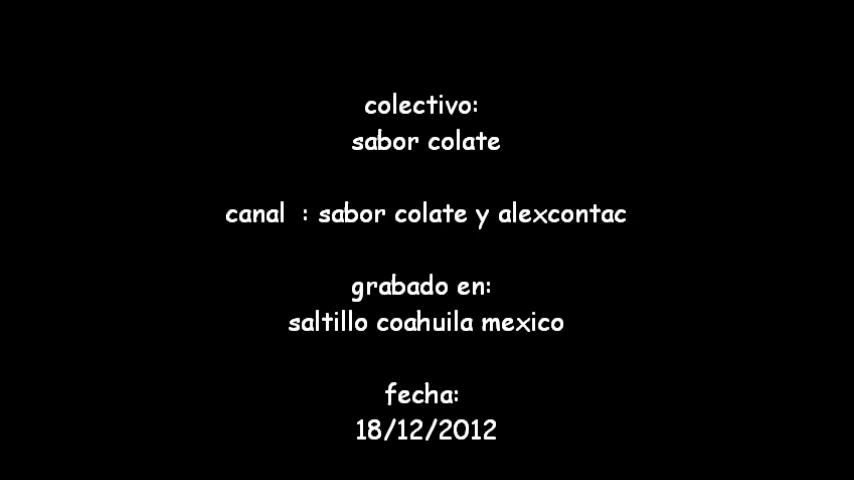 colectivo:
sabor colate
canal  : sabor colate y alexcontac
grabado en:
saltillo coahuila mexico
fecha:
18/12/2012